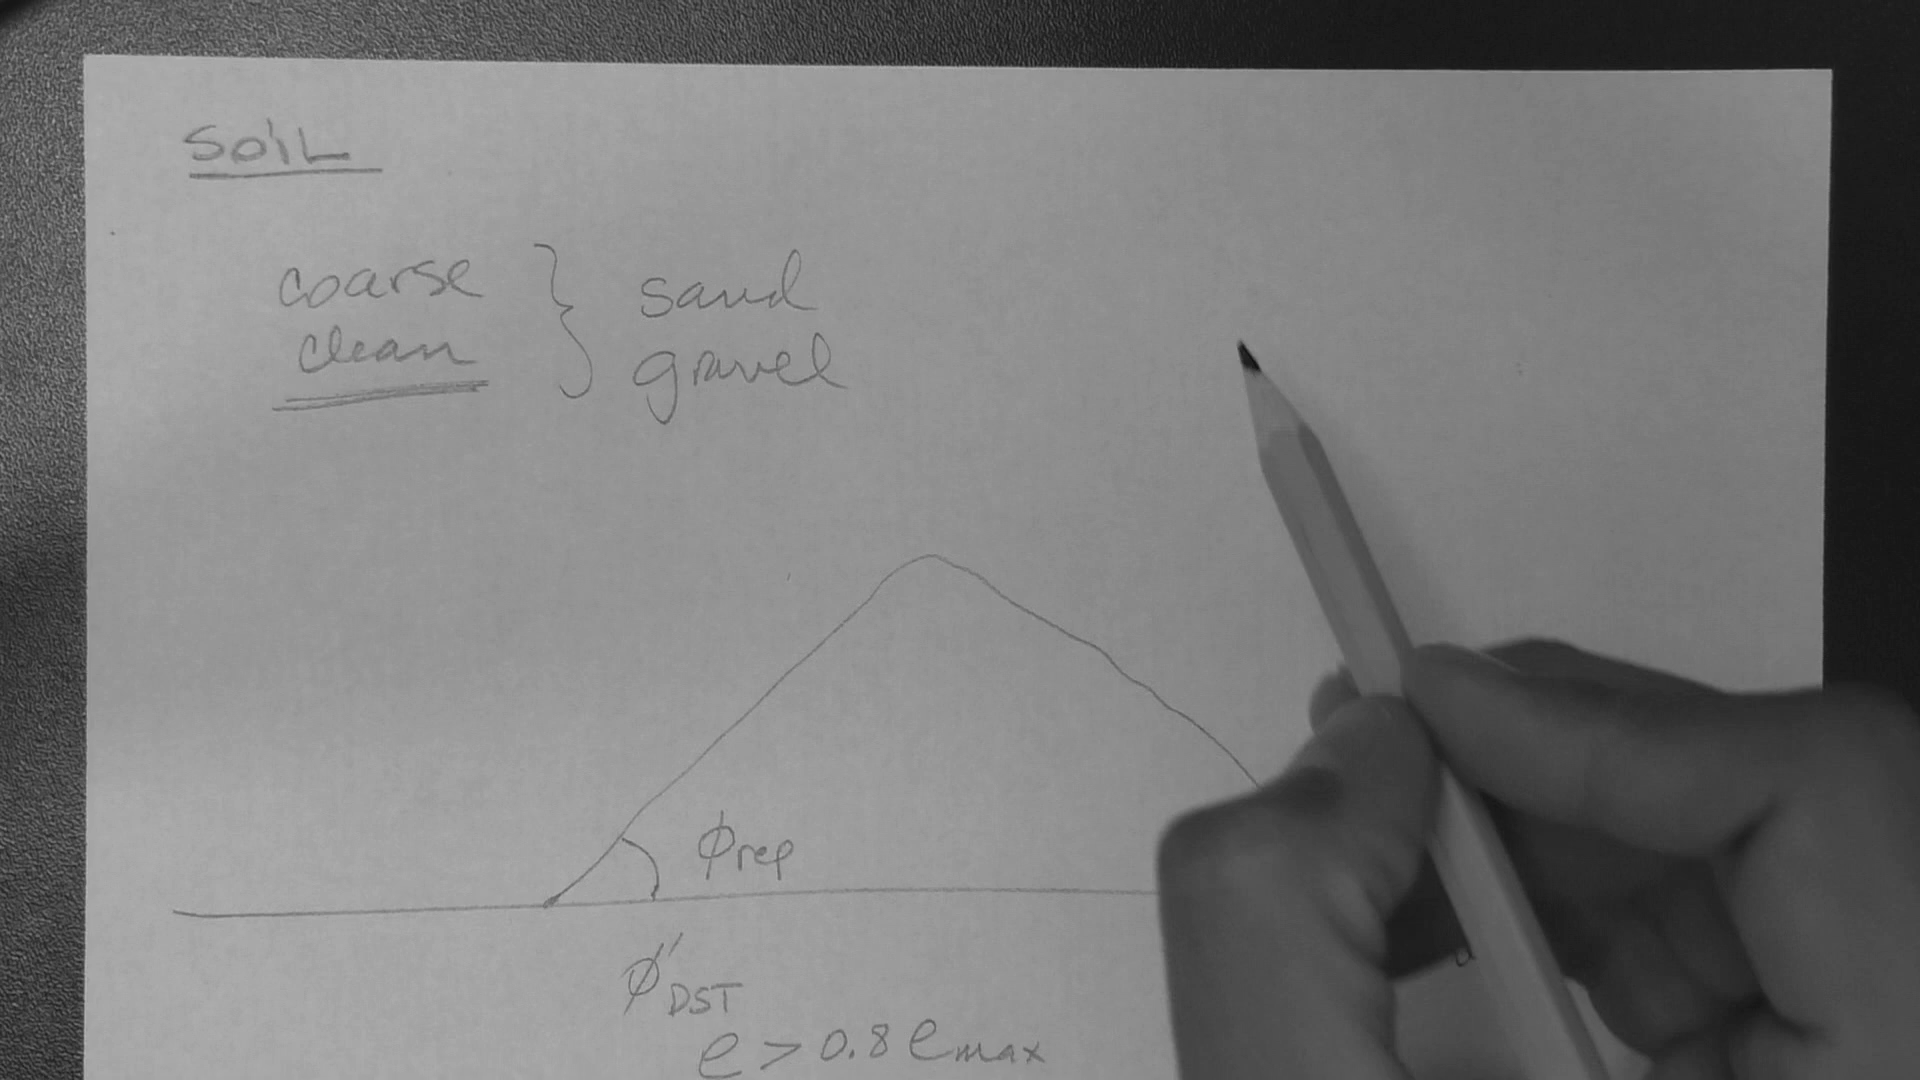 SOIL
coarse } sand
clean gravel
ϕrep
ϕ'DST
e > 0.8 emax